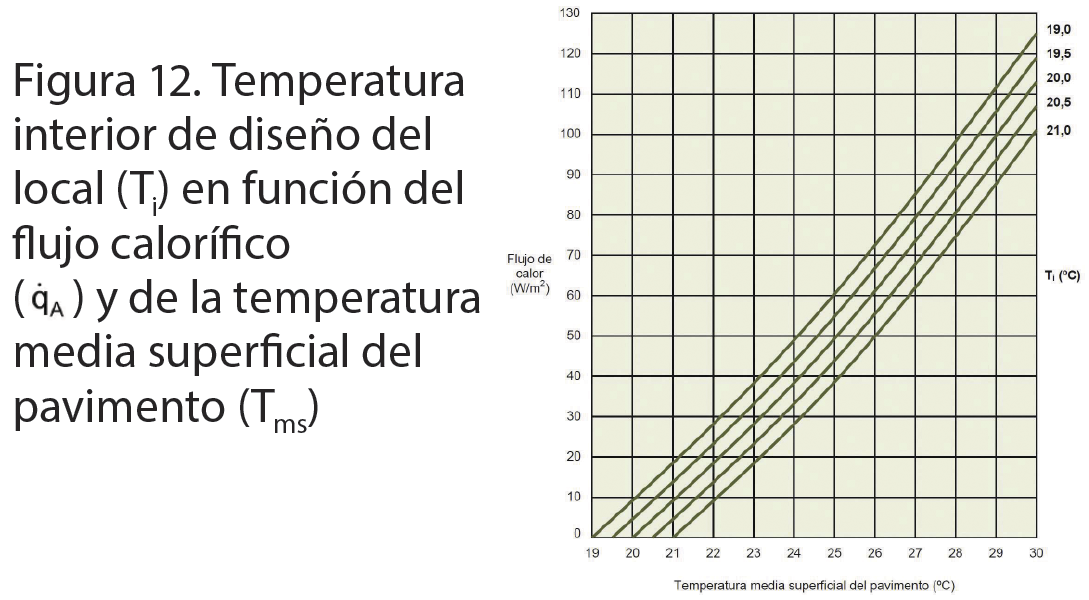 Figura 12. Temperatura
interior de diseño del
local (Ti) en función del
flujo calorífico
( q̇A ) y de la temperatura
media superficial del
pavimento (Tms)
130
120
110
100
90
80
70
60
50
40
30
20
10
0
Flujo de
calor
(W/m²)
19 20 21 22 23 24 25 26 27 28 29 30
Temperatura media superficial del pavimento (ºC)
19,0
19,5
20,0
20,5
21,0
Ti (°C)